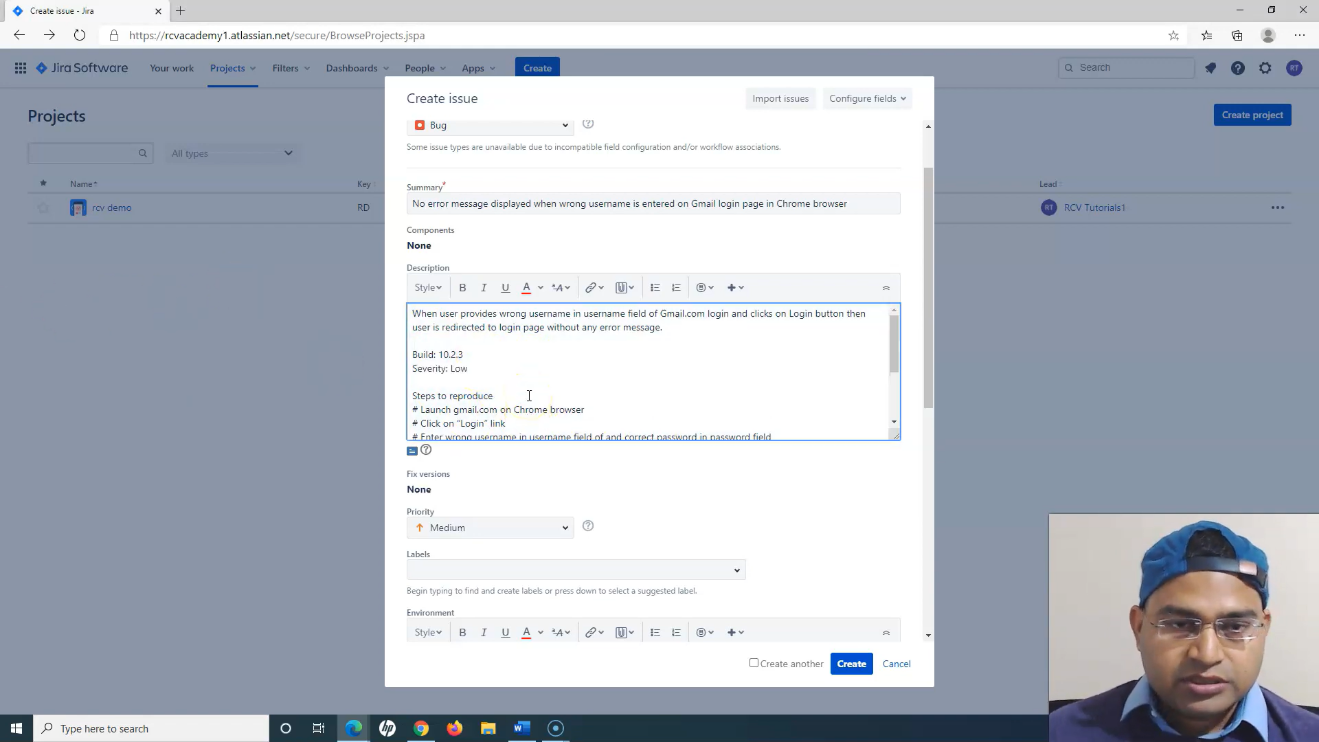 Create issue - Jira
https://rcvacademy1.atlassian.net/secure/BrowseProjects.jspa
Jira Software Your work Projects Filters Dashboards People Apps Create Search RT
Projects Create project
All types
Name Key Lead
rcv demo RD RT RCV Tutorials1
Create issue Import issues Configure fields
Bug
Some issue types are unavailable due to incompatible field configuration and/or workflow associations.
Summary*
No error message displayed when wrong username is entered on Gmail login page in Chrome browser
Components
None
Description
Style B I U A A
When user provides wrong username in username field of Gmail.com login and clicks on Login button then
user is redirected to login page without any error message.
Build: 10.2.3
Severity: Low
Steps to reproduce
# Launch gmail.com on Chrome browser
# Click on “Login” link
# Enter wrong username in username field of and correct password in password field
Fix versions
None
Priority
Medium
Labels
Begin typing to find and create labels or press down to select a suggested label.
Environment
Style B I U A A
Create another Create Cancel
Type here to search